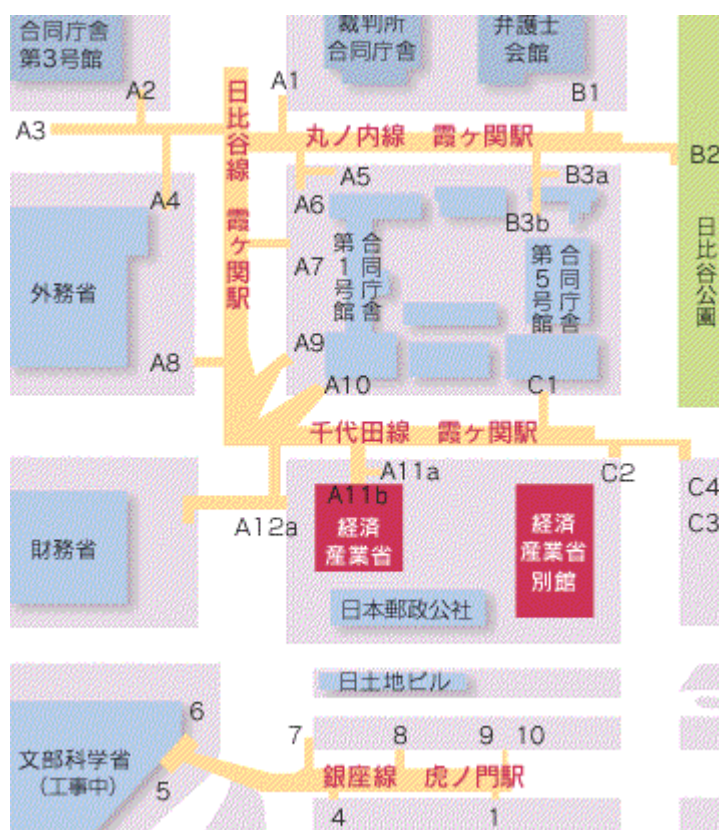 合同庁舎
第3号館
裁判所
合同庁舎
弁護士
会館
A2
A1
B1
A3
日比谷線 霞ヶ関駅
丸ノ内線 霞ヶ関駅
B2
A5
B3a
A4
A6
B3b
日比谷公園
外務省
A7
合同庁舎
第1号館
合同庁舎
第5号館
A8
A9
A10
C1
千代田線 霞ヶ関駅
A11a
C2
A11b
C4
A12a
C3
財務省
経済
産業省
経済
産業省
別館
日本郵政公社
日土地ビル
6
7
8
9
10
文部科学省
(工事中)
5
銀座線 虎ノ門駅
4
1